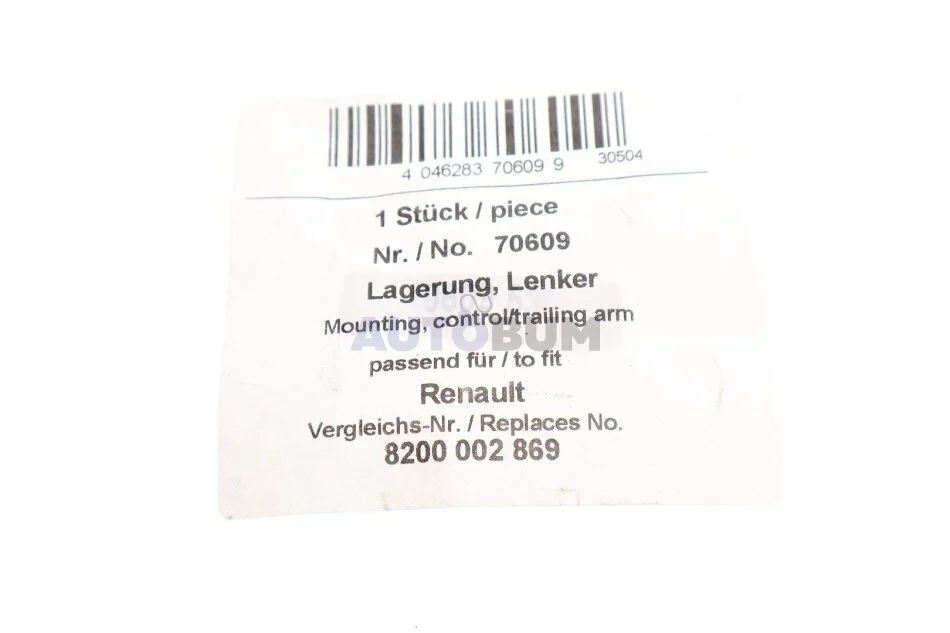 4 046283 70609 9
30504
1 Stück / piece
Nr. / No. 70609
Lagerung, Lenker
Mounting, control/trailing arm
AUTOBUM
passend für / to fit
Renault
Vergleichs-Nr. / Replaces No.
8200 002 869